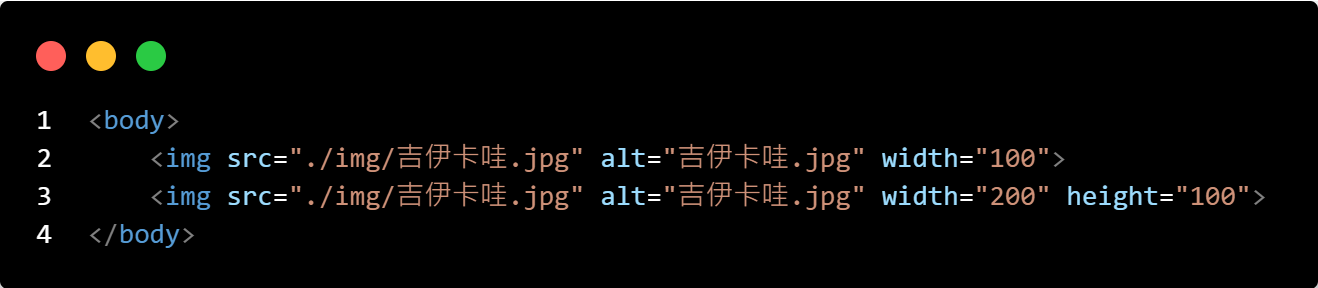 1 <body>
2     <img src="./img/吉伊卡哇.jpg" alt="吉伊卡哇.jpg" width="100">
3     <img src="./img/吉伊卡哇.jpg" alt="吉伊卡哇.jpg" width="200" height="100">
4 </body>